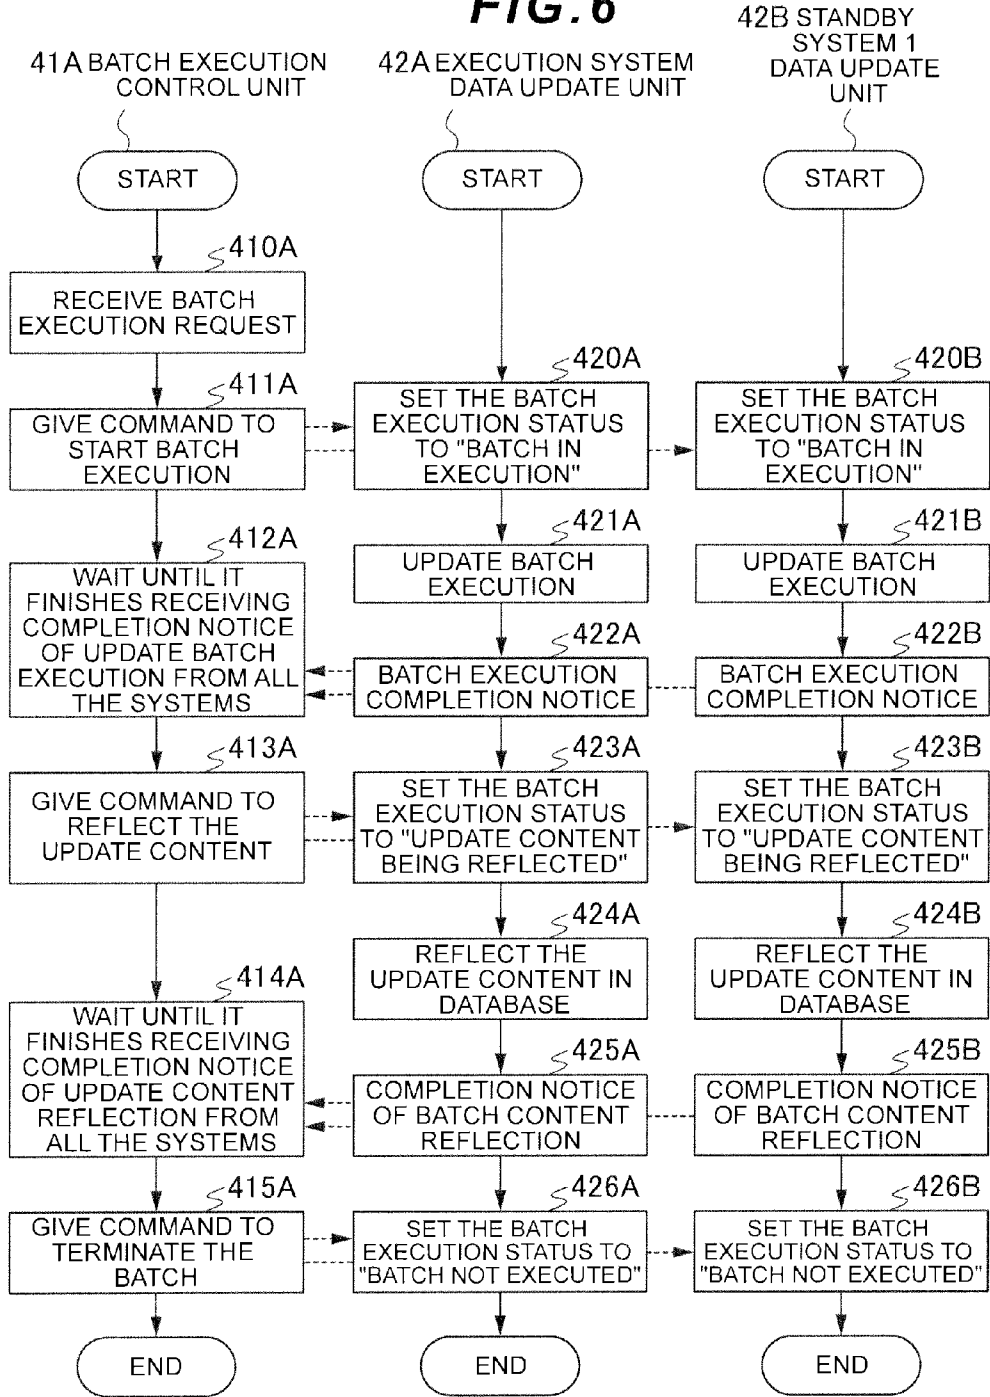 FIG. 6
41A BATCH EXECUTION
CONTROL UNIT
42A EXECUTION SYSTEM
DATA UPDATE UNIT
42B STANDBY
SYSTEM 1
DATA UPDATE
UNIT
START
START
START
410A
RECEIVE BATCH
EXECUTION REQUEST
411A
GIVE COMMAND TO
START BATCH
EXECUTION
420A
SET THE BATCH
EXECUTION STATUS
TO "BATCH IN
EXECUTION"
420B
SET THE BATCH
EXECUTION STATUS
TO "BATCH IN
EXECUTION"
412A
WAIT UNTIL IT
FINISHES RECEIVING
COMPLETION NOTICE
OF UPDATE BATCH
EXECUTION FROM ALL
THE SYSTEMS
421A
UPDATE BATCH
EXECUTION
421B
UPDATE BATCH
EXECUTION
422A
BATCH EXECUTION
COMPLETION NOTICE
422B
BATCH EXECUTION
COMPLETION NOTICE
413A
GIVE COMMAND TO
REFLECT THE
UPDATE CONTENT
423A
SET THE BATCH
EXECUTION STATUS
TO "UPDATE CONTENT
BEING REFLECTED"
423B
SET THE BATCH
EXECUTION STATUS
TO "UPDATE CONTENT
BEING REFLECTED"
424A
REFLECT THE
UPDATE CONTENT IN
DATABASE
424B
REFLECT THE
UPDATE CONTENT IN
DATABASE
414A
WAIT UNTIL IT
FINISHES RECEIVING
COMPLETION NOTICE
OF UPDATE CONTENT
REFLECTION FROM
ALL THE SYSTEMS
425A
COMPLETION NOTICE
OF BATCH CONTENT
REFLECTION
425B
COMPLETION NOTICE
OF BATCH CONTENT
REFLECTION
415A
GIVE COMMAND TO
TERMINATE THE
BATCH
426A
SET THE BATCH
EXECUTION STATUS TO
"BATCH NOT EXECUTED"
426B
SET THE BATCH
EXECUTION STATUS TO
"BATCH NOT EXECUTED"
END
END
END